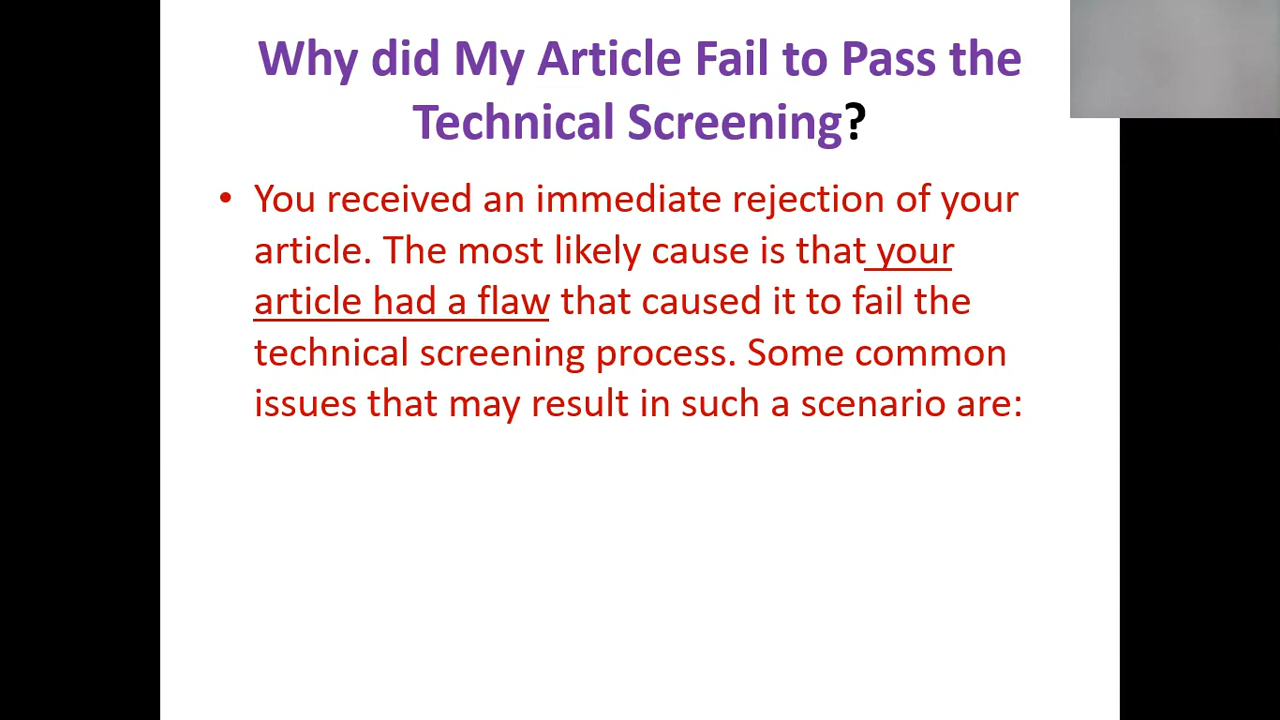 Why did My Article Fail to Pass the
Technical Screening?
• You received an immediate rejection of your
article. The most likely cause is that your
article had a flaw that caused it to fail the
technical screening process. Some common
issues that may result in such a scenario are: